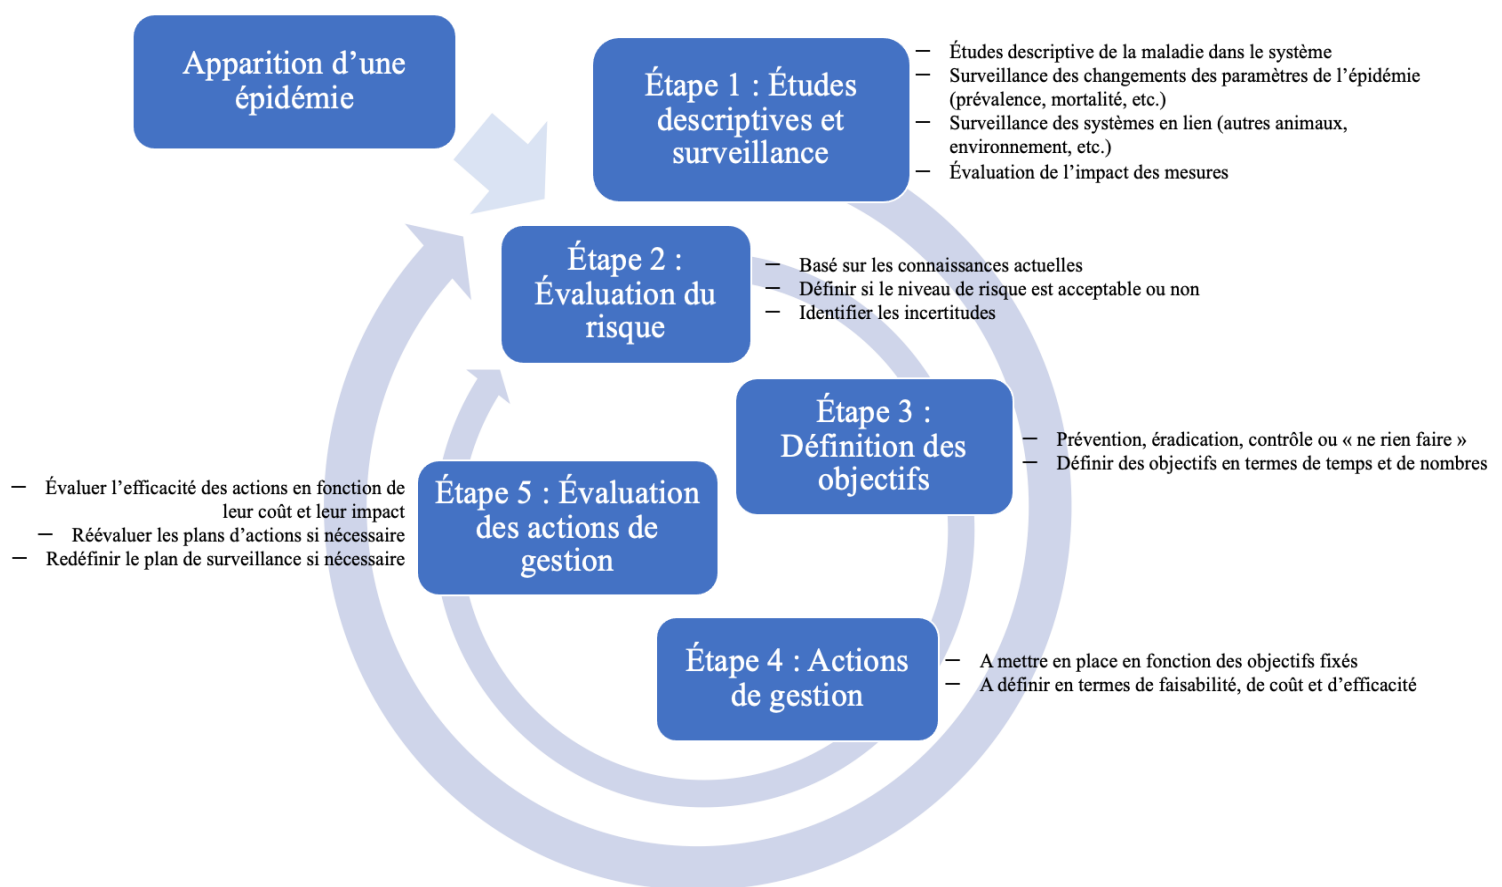 Apparition d’une
épidémie
Étape 1 : Études
descriptives et
surveillance
— Études descriptive de la maladie dans le système
— Surveillance des changements des paramètres de l’épidémie
(prévalence, mortalité, etc.)
— Surveillance des systèmes en lien (autres animaux,
environnement, etc.)
— Évaluation de l’impact des mesures
Étape 2 :
Évaluation du
risque
— Basé sur les connaissances actuelles
— Définir si le niveau de risque est acceptable ou non
— Identifier les incertitudes
Étape 3 :
Définition des
objectifs
— Prévention, éradication, contrôle ou « ne rien faire »
— Définir des objectifs en termes de temps et de nombres
Étape 4 : Actions
de gestion
— A mettre en place en fonction des objectifs fixés
— A définir en termes de faisabilité, de coût et d’efficacité
Étape 5 : Évaluation
des actions de
gestion
— Évaluer l’efficacité des actions en fonction de
leur coût et leur impact
— Réévaluer les plans d’actions si nécessaire
— Redéfinir le plan de surveillance si nécessaire